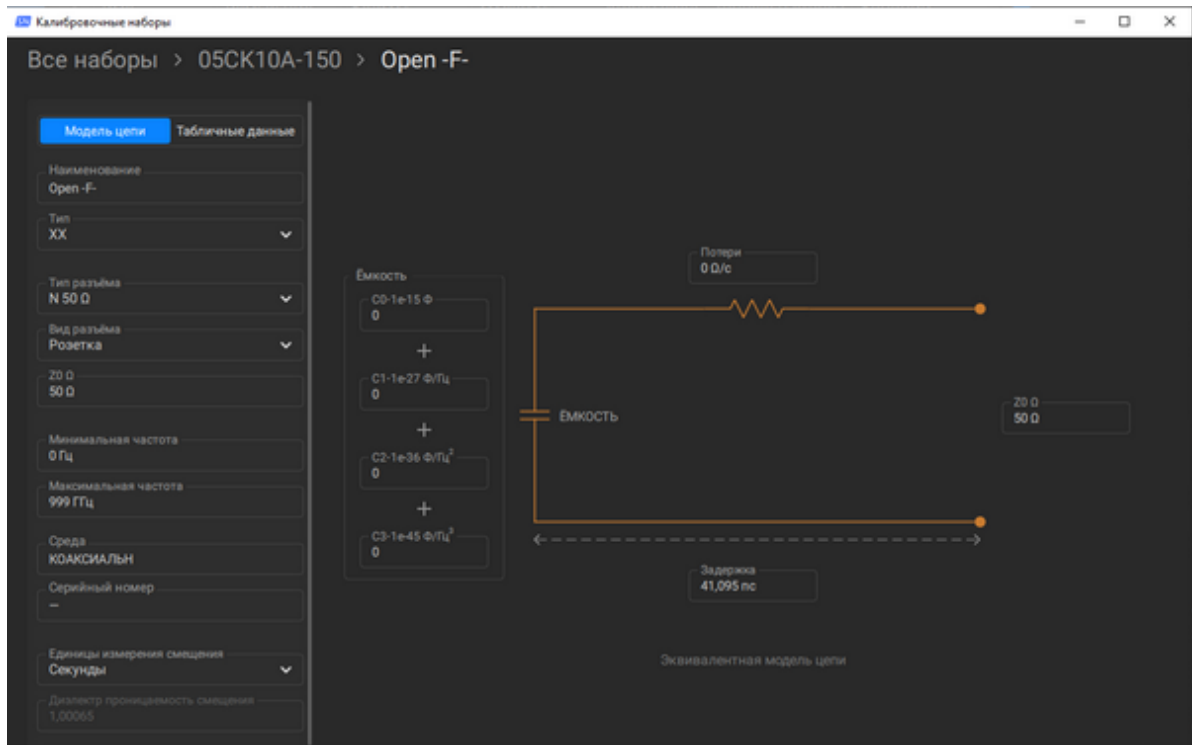 Калибровочные наборы
Все наборы > 05CK10A-150 > Open -F-
Модель цепи Табличные данные
Наименование
Open -F-
Тип
XX
Тип разъёма
N 50 Ω
Вид разъёма
Розетка
Z0 Ω
50 Ω
Минимальная частота
0 Гц
Максимальная частота
999 ГГц
Среда
КОАКСИАЛЬН
Серийный номер
—
Единицы измерения смещения
Секунды
Диэлектр проницаемость смещения
1,00065
Ёмкость
C0-1e-15 Ф
0
+
C1-1e-27 Ф/Гц
0
+
C2-1e-36 Ф/Гц²
0
+
C3-1e-45 Ф/Гц³
0
Потери
0 Ω/с
ЁМКОСТЬ
Z0 Ω
50 Ω
Задержка
41,095 пс
Эквивалентная модель цепи